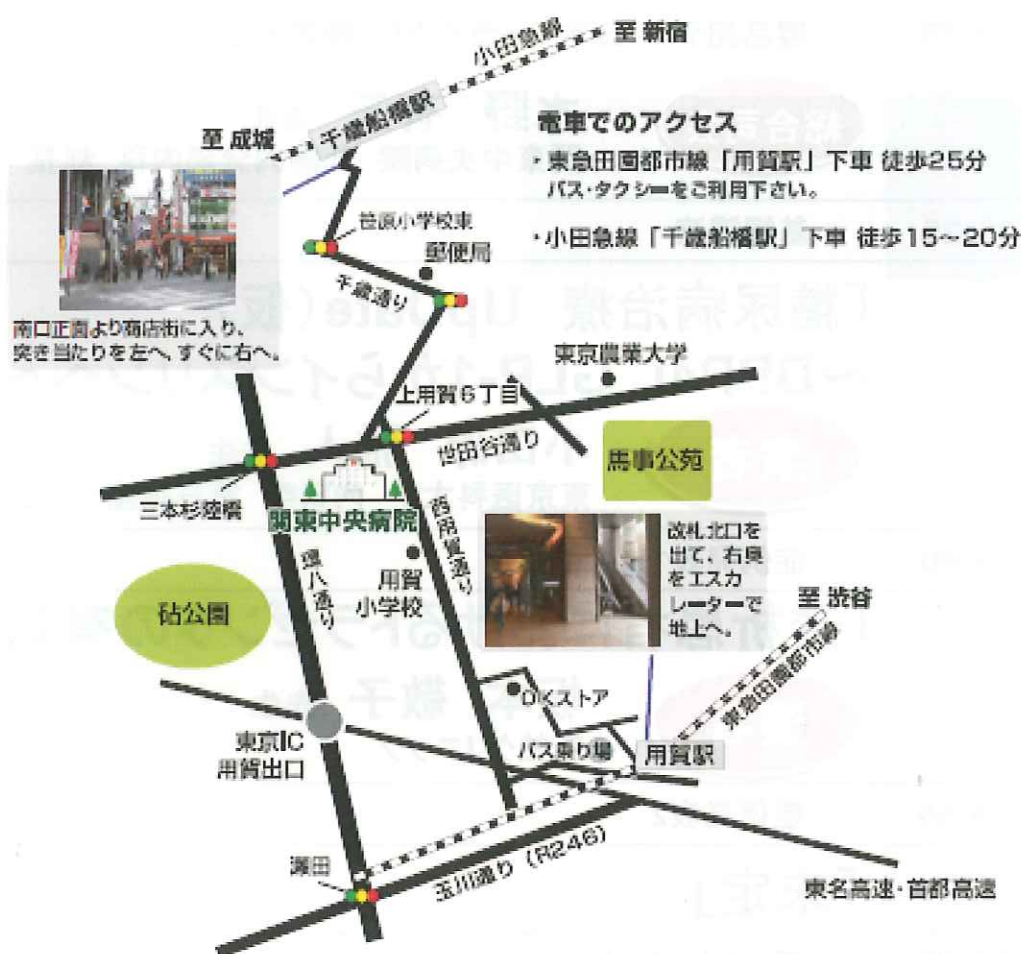 小田急線
至 新宿
千歳船橋駅
至 成城
電車でのアクセス
・東急田園都市線「用賀駅」下車 徒歩25分
バス・タクシーをご利用下さい。
・小田急線「千歳船橋駅」下車 徒歩15~20分
笹原小学校東
郵便局
千歳通り
南口正面より商店街に入り、
突き当たりを左へ、すぐに右へ。
東京農業大学
上用賀6丁目
世田谷通り
馬事公苑
三本杉陸橋
関東中央病院
西用賀通り
環八通り
用賀
小学校
改札北口を
出て、右奥
をエスカ
レーターで
地上へ。
砧公園
至 渋谷
東急田園都市線
OKストア
東京IC
用賀出口
バス乗り場
用賀駅
瀬田
玉川通り(R246)
東名高速・首都高速